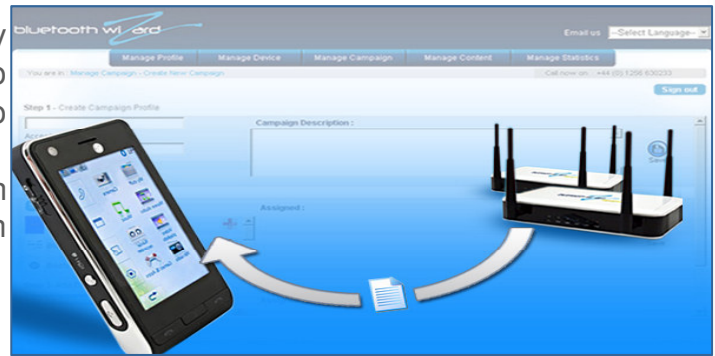 bluetooth wizard
Email us --Select Language--
Manage Profile Manage Device Manage Campaign Manage Content Manage Statistics
You are in: Manage Campaign - Create New Campaign Call now on: +44 (0) 1256 630233
Sign out
Step 1 - Create Campaign Profile
Campaign Description :
Save
Assigned :
y
o
o
n
n